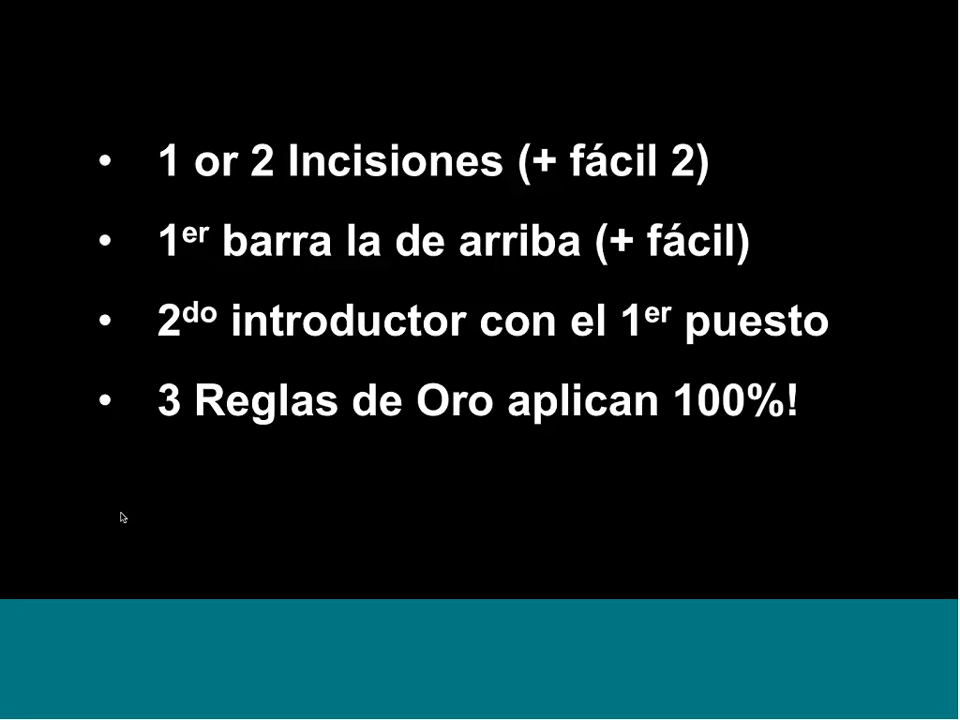 • 1 or 2 Incisiones (+ fácil 2)
• 1er barra la de arriba (+ fácil)
• 2do introductor con el 1er puesto
• 3 Reglas de Oro aplican 100%!